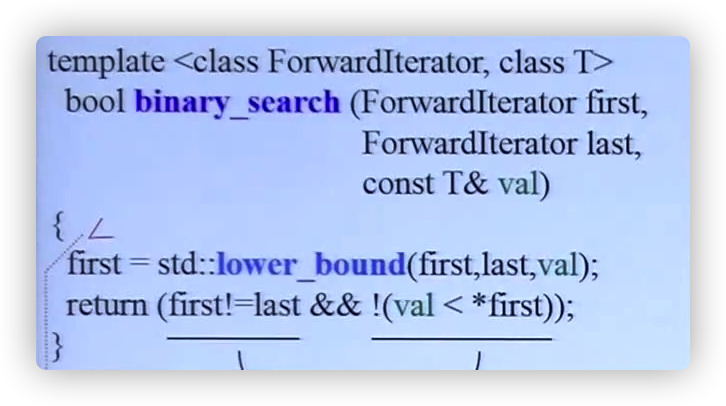 template <class ForwardIterator, class T>
bool binary_search (ForwardIterator first,
ForwardIterator last,
const T& val)
{
first = std::lower_bound(first,last,val);
return (first!=last && !(val < *first));
}